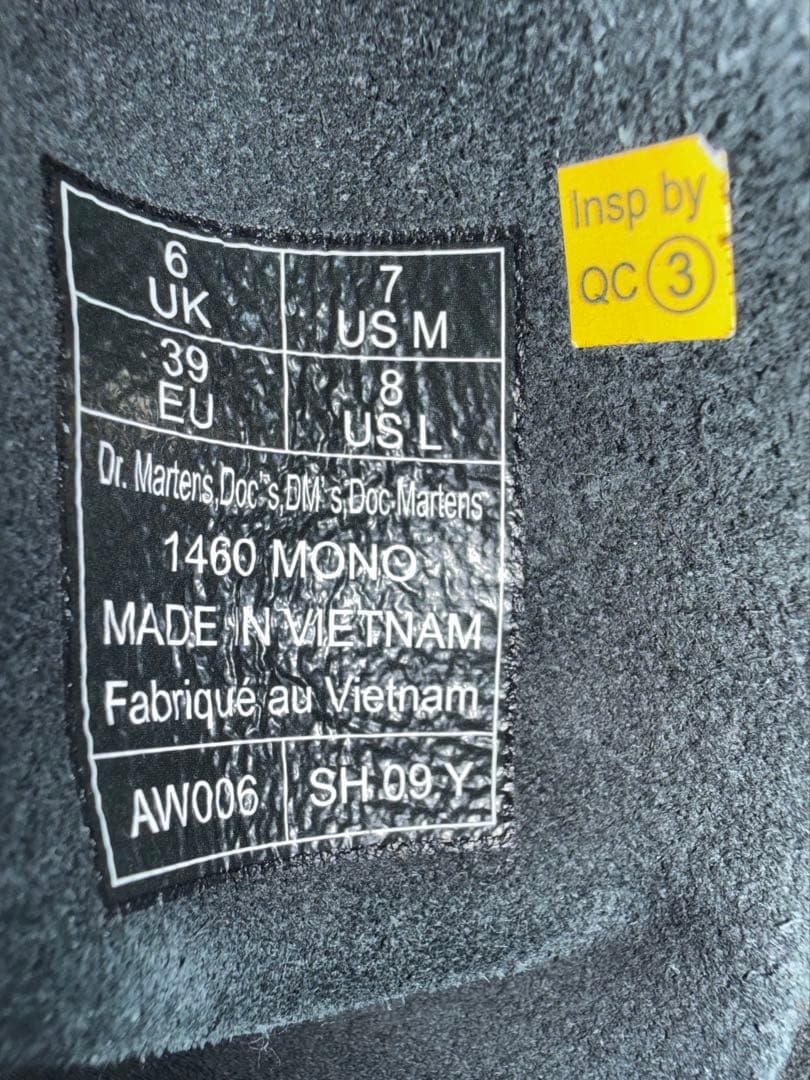 6
UK
7
US M
39
EU
8
US L
Dr. Martens,Doc's,DM's,Doc Martens
1460 MONO
MADE IN VIETNAM
Fabriqué au Vietnam
AW006
SH.09.Y
Insp by
QC 3